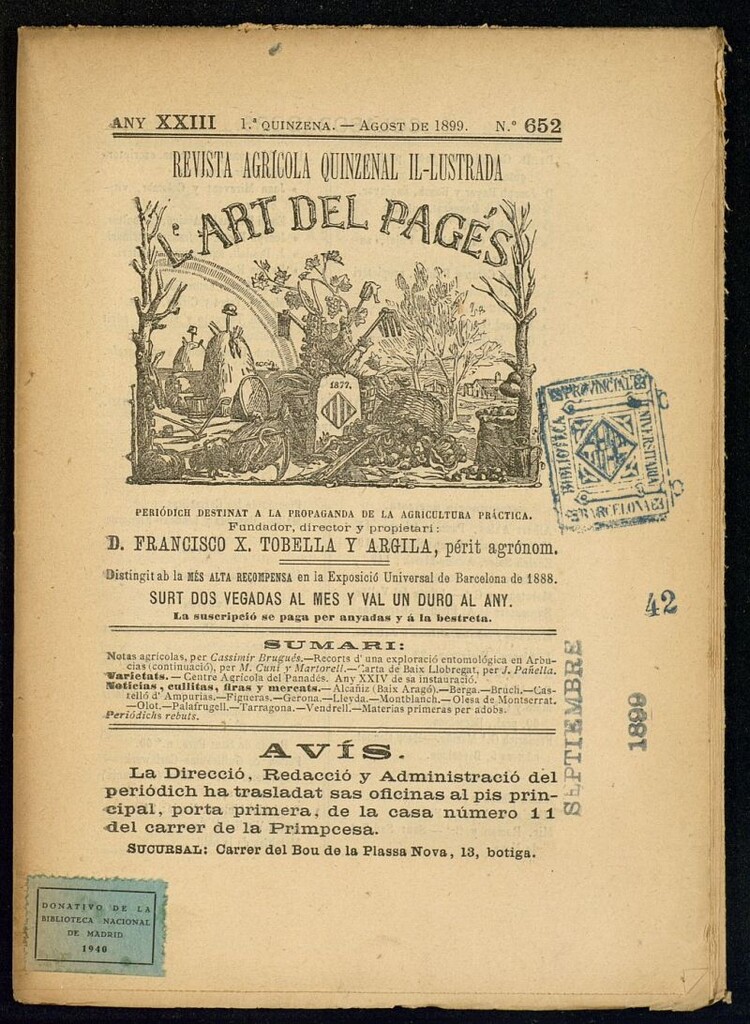 ANY XXIII 1.ª QUINZENA. — AGOST DE 1899. N.º 652
REVISTA AGRÍCOLA QUINZENAL IL-LUSTRADA
L'ART DEL PAGÉS
1877.
PERIÓDICH DESTINAT A LA PROPAGANDA DE LA AGRICULTURA PRÁCTICA.
Fundador, director y propietari:
D. FRANCISCO X. TOBELLA Y ARGILA, périt agrónom.
Distingit ab la MÉS ALTA RECOMPENSA en la Exposició Universal de Barcelona de 1888.
SURT DOS VEGADAS AL MES Y VAL UN DURO AL ANY.
La suscripció se paga per anyadas y á la bestreta.
SUMARI:
Notas agrícolas, per Cassimir Brugués.—Recorts d' una exploració entomológica en Arbu-
cias (continuació), per M. Cuní y Martorell.—Carta de Baix Llobregat, per J. Pañella.
Varietats. — Centre Agrícola del Panadés. Any XXIV de sa instauració.
Noticias, cullitas, firas y mercats.—Alcañiz (Baix Aragó).—Berga.—Bruch.—Cas-
telló d' Ampurias.—Figueras.—Gerona.—Lleyda.—Montblanch.—Olesa de Montserrat.
—Olot.—Palafrugell.—Tarragona.—Vendrell.—Materias primeras per adobs.
Periódichs rebuts.
AVÍS.
La Direcció, Redacció y Administració del
periódich ha trasladat sas oficinas al pis prin-
cipal, porta primera, de la casa número 11
del carrer de la Primpcesa.
SUCURSAL: Carrer del Bou de la Plassa Nova, 13, botiga.
BIBLIOTECA
PROVINCIAL
UNIVERSITARIA
BARCELONA
42
SEPTIEMBRE
1899
DONATIVO DE LA
BIBLIOTECA NACIONAL
DE MADRID
1940